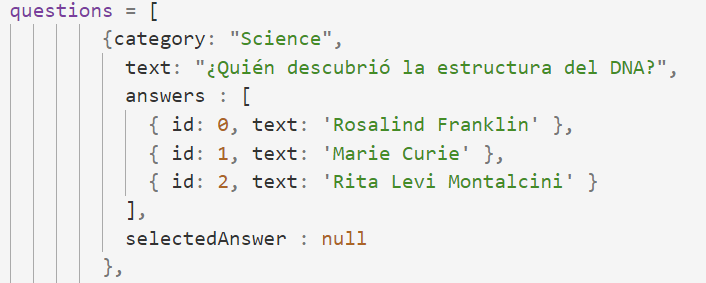 questions = [
{category: "Science",
text: "¿Quién descubrió la estructura del DNA?",
answers : [
{ id: 0, text: 'Rosalind Franklin' },
{ id: 1, text: 'Marie Curie' },
{ id: 2, text: 'Rita Levi Montalcini' }
],
selectedAnswer : null
},